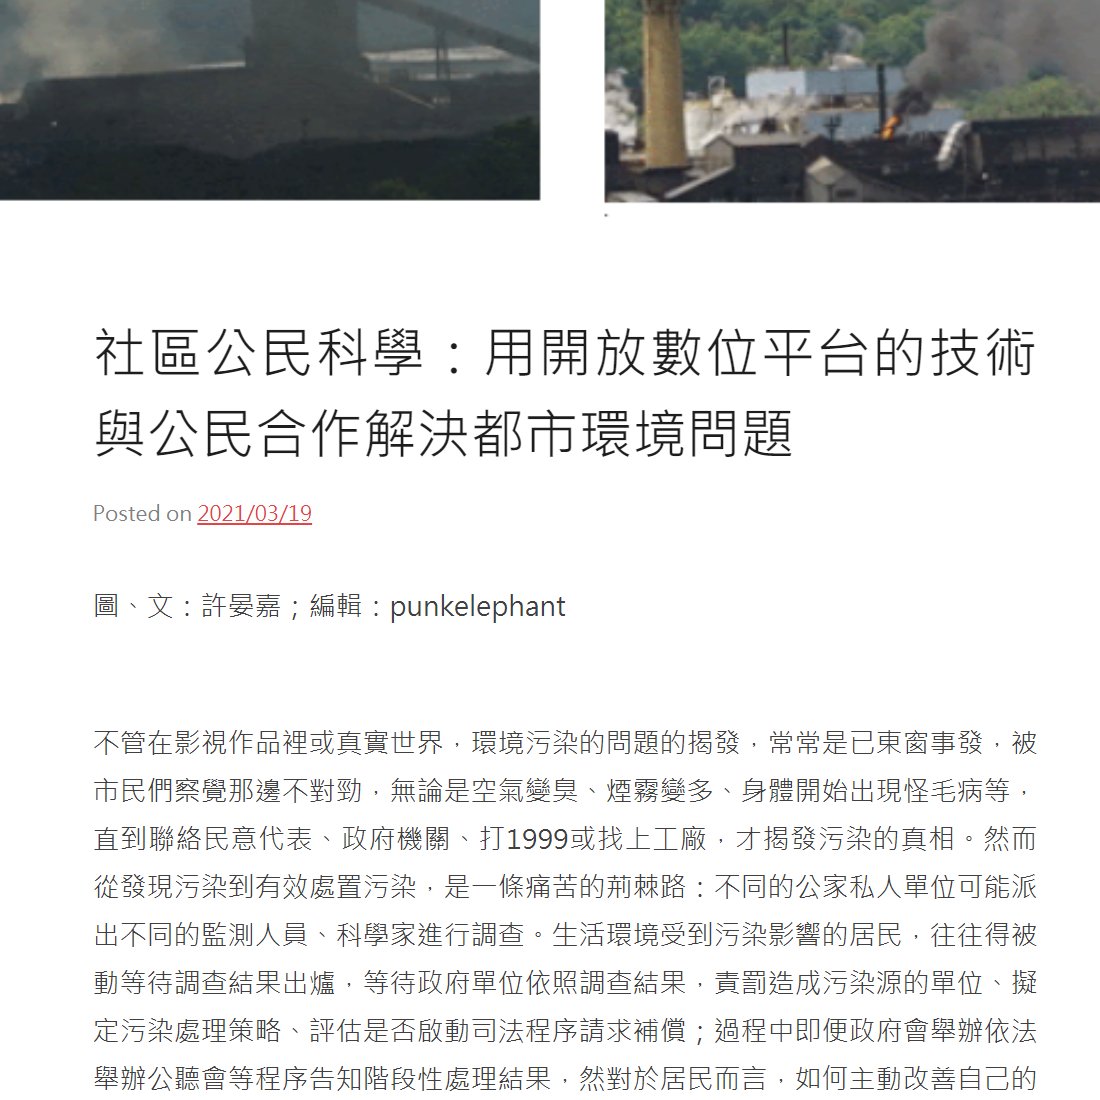 社區公民科學：用開放數位平台的技術
與公民合作解決都市環境問題
Posted on 2021/03/19
圖、文：許晏嘉；編輯：punkelephant
不管在影視作品裡或真實世界，環境污染的問題的揭發，常常是已東窗事發，被
市民們察覺那邊不對勁，無論是空氣變臭、煙霧變多、身體開始出現怪毛病等，
直到聯絡民意代表、政府機關、打1999或找上工廠，才揭發污染的真相。然而
從發現污染到有效處置污染，是一條痛苦的荊棘路：不同的公家私人單位可能派
出不同的監測人員、科學家進行調查。生活環境受到污染影響的居民，往往得被
動等待調查結果出爐，等待政府單位依照調查結果，責罰造成污染源的單位、擬
定污染處理策略、評估是否啟動司法程序請求補償；過程中即便政府會舉辦依法
舉辦公聽會等程序告知階段性處理結果，然對於居民而言，如何主動改善自己的